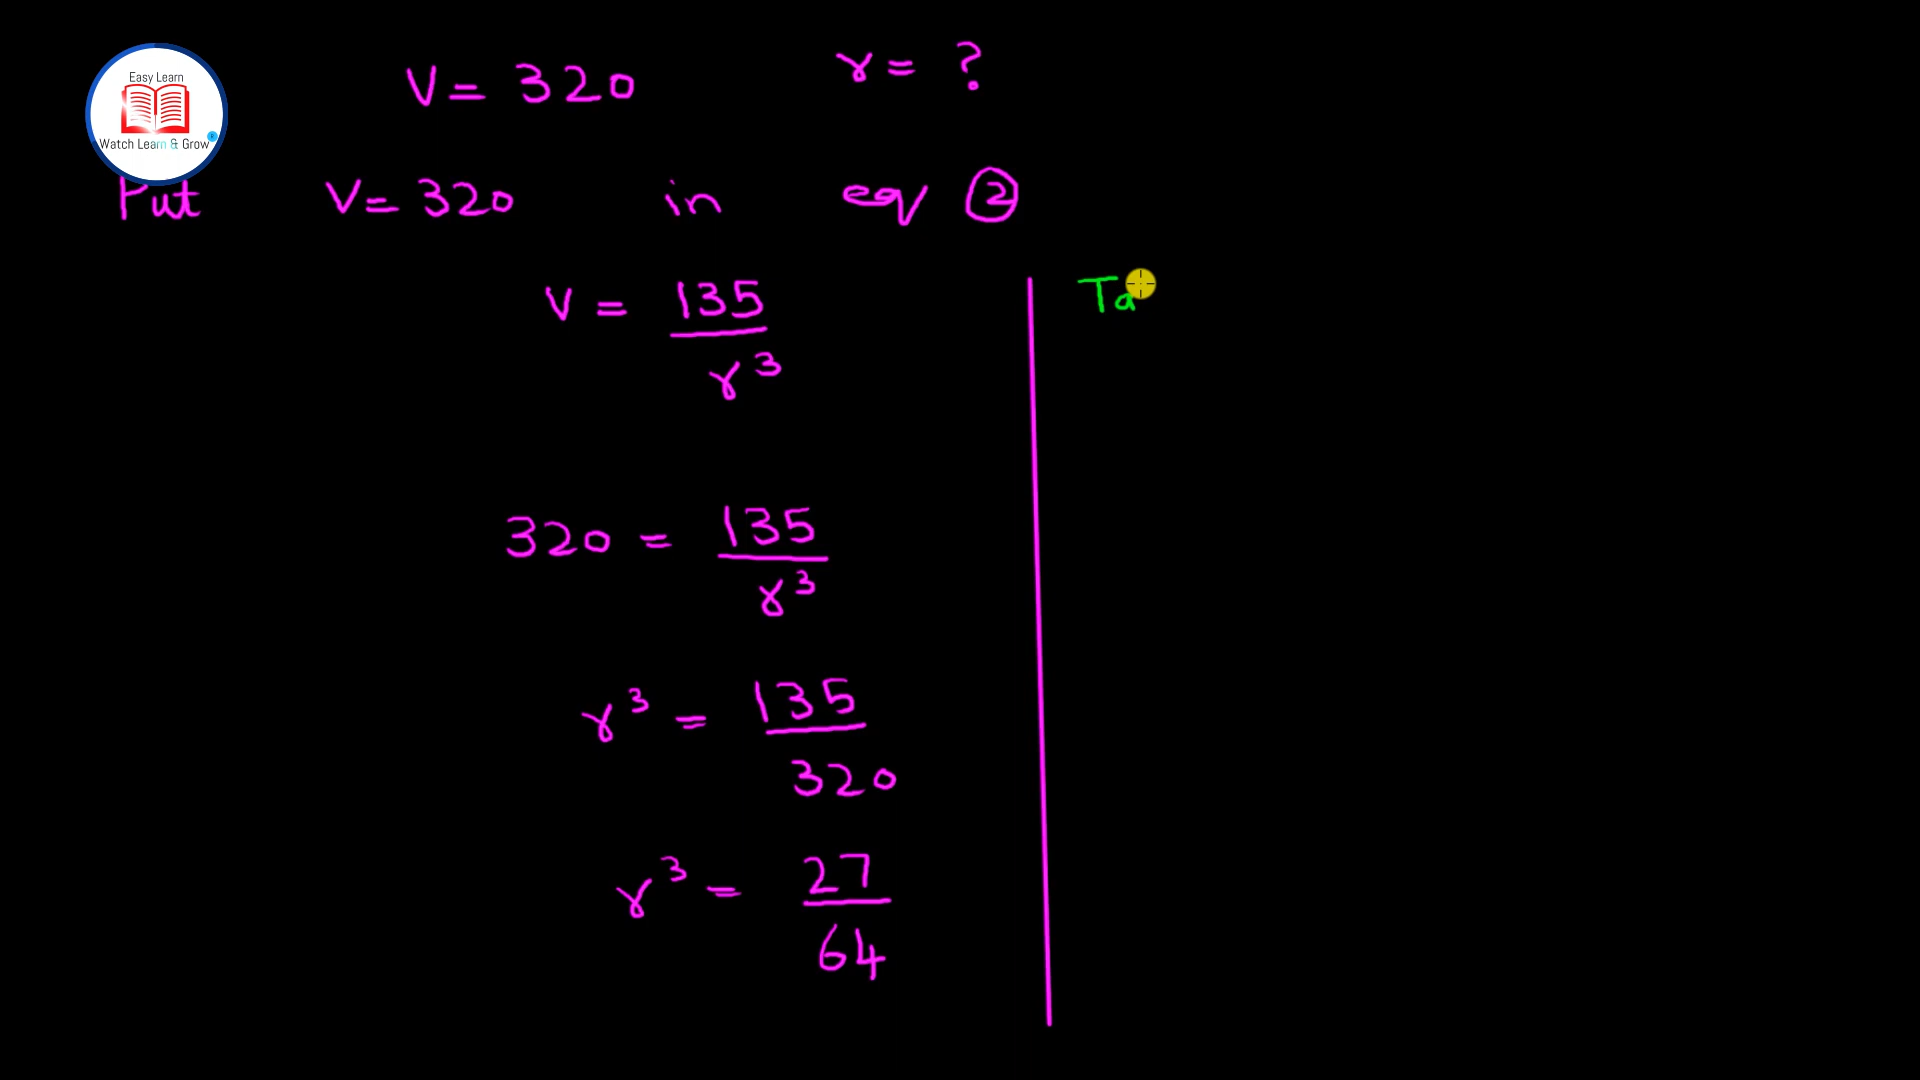 Easy Learn
Watch Learn & Grow
V = 320 r = ?
Put V = 320 in eq ②
V = 135 / r³
320 = 135 / r³
r³ = 135 / 320
r³ = 27 / 64
Ta